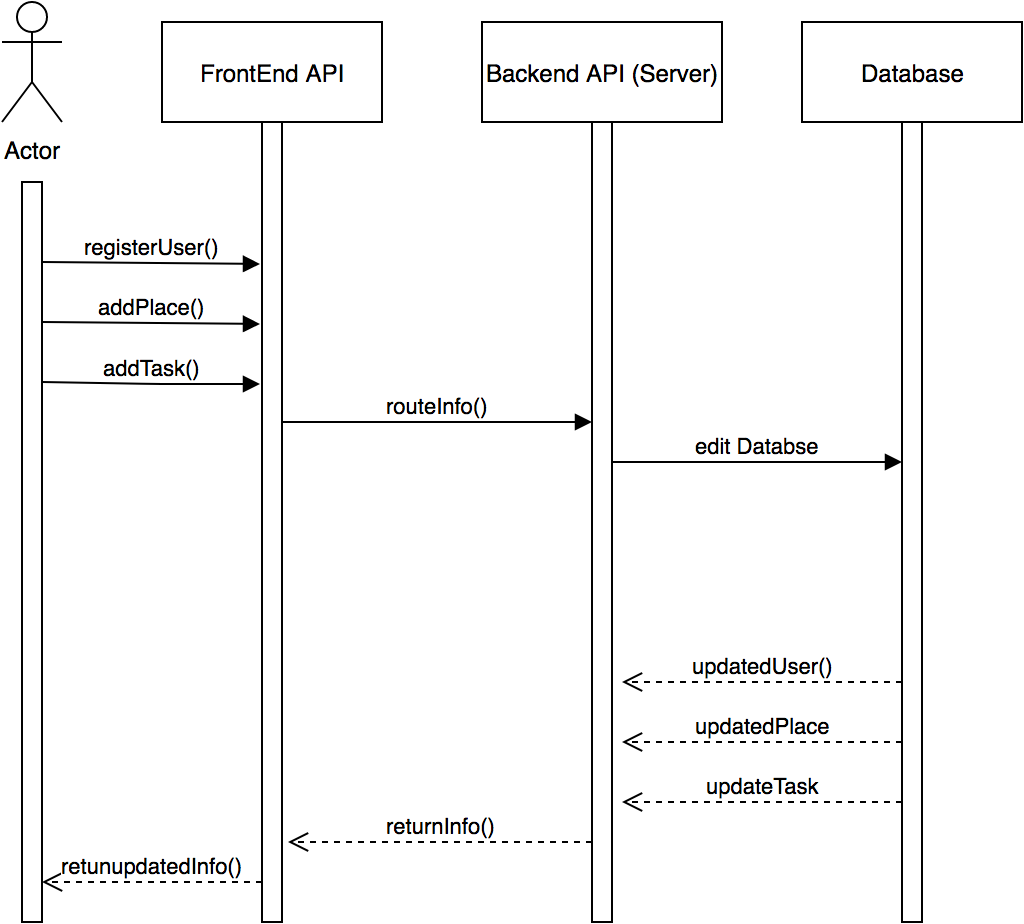 FrontEnd API
Backend API (Server)
Database
Actor
registerUser()
addPlace()
addTask()
routeInfo()
edit Databse
updatedUser()
updatedPlace
updateTask
returnInfo()
retunupdatedInfo()